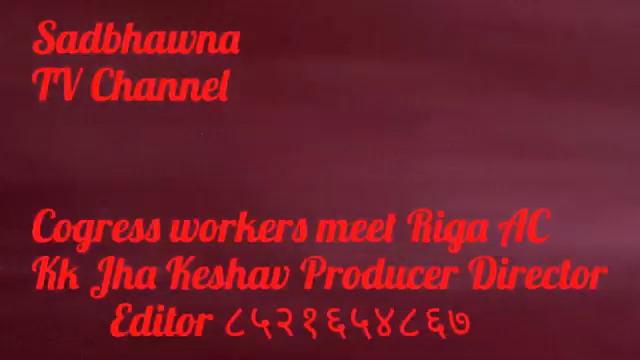 Sadbhawna
TV Channel
Cogress workers meet Riga AC
Kk Jha Keshav Producer Director
Editor ८५२१६५४८६७